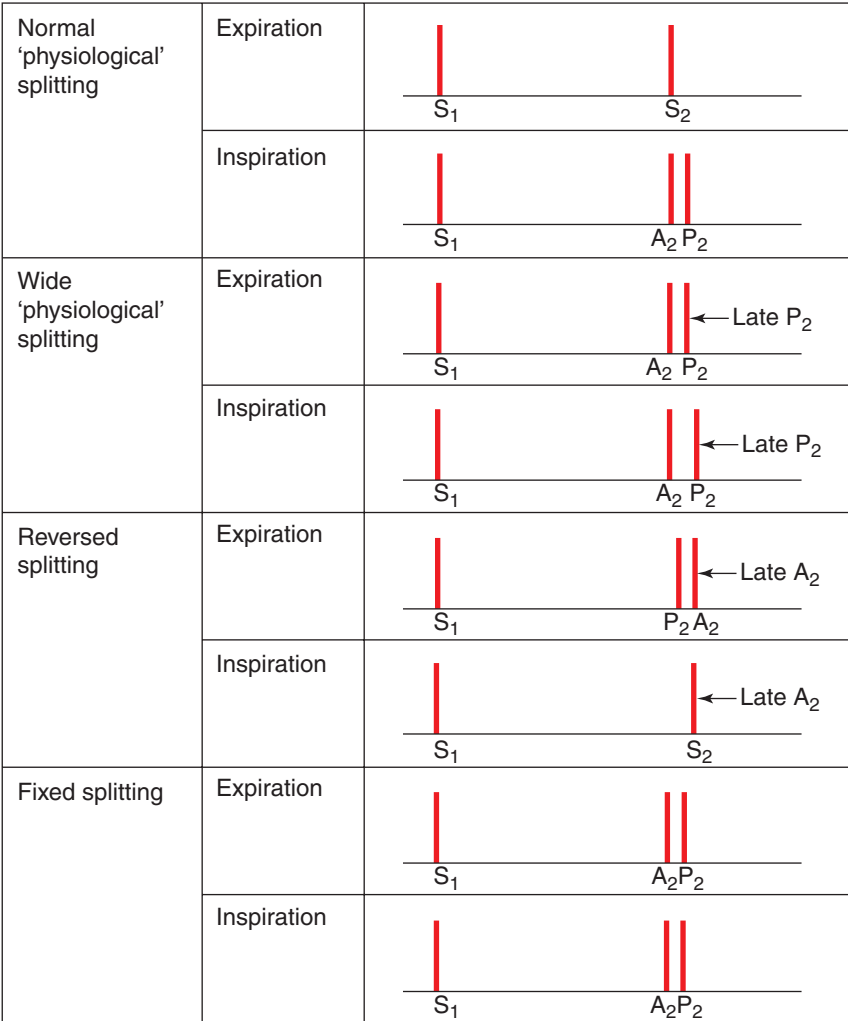 Normal
‘physiological’
splitting
Expiration
S₁ S₂
Inspiration
S₁ A₂ P₂
Wide
‘physiological’
splitting
Expiration
Late P₂
S₁ A₂ P₂
Inspiration
Late P₂
S₁ A₂ P₂
Reversed
splitting
Expiration
Late A₂
S₁ P₂ A₂
Inspiration
Late A₂
S₁ S₂
Fixed splitting
Expiration
S₁ A₂P₂
Inspiration
S₁ A₂P₂